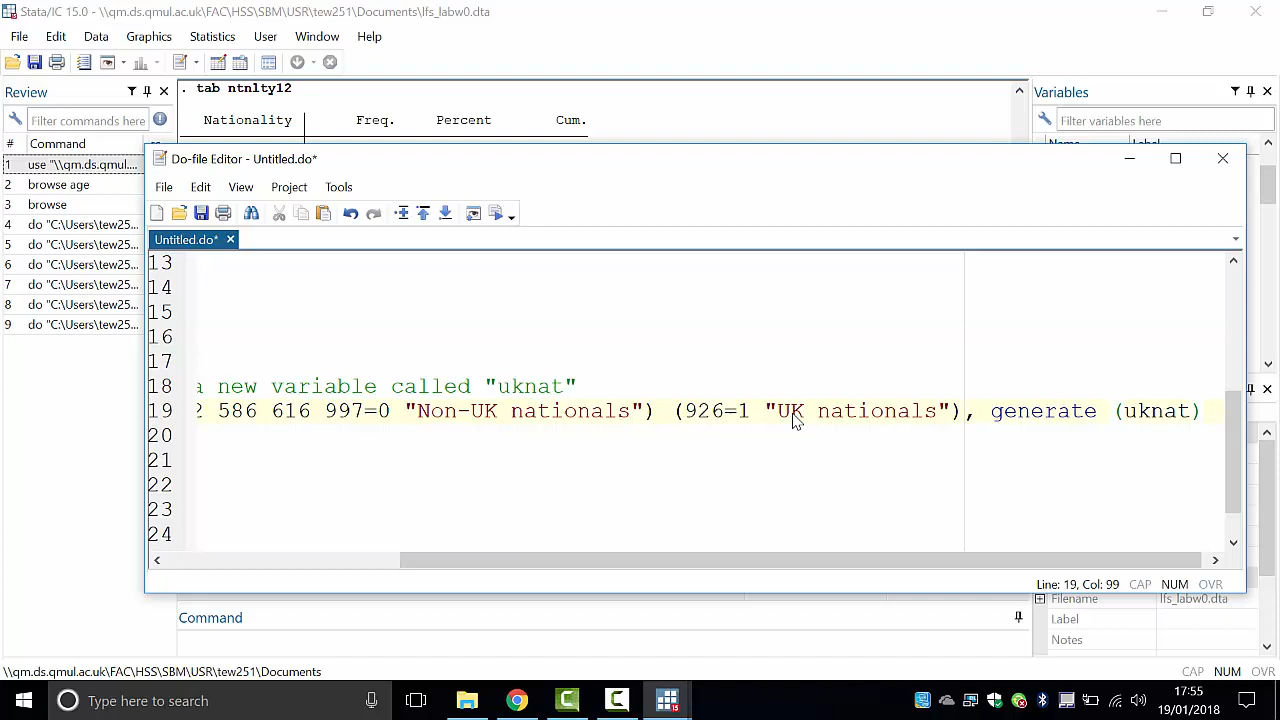 Stata/IC 15.0 - \\qm.ds.qmul.ac.uk\FAC\HSS\SBM\USR\tew251\Documents\lfs_labw0.dta
File Edit Data Graphics Statistics User Window Help
Review
Filter commands here
# Command
1 use "\\qm.ds.qmul....
2 browse age
3 browse
4 do "C:\Users\tew25...
5 do "C:\Users\tew25...
6 do "C:\Users\tew25...
7 do "C:\Users\tew25...
8 do "C:\Users\tew25...
9 do "C:\Users\tew25...
. tab ntnlty12
Nationality Freq. Percent Cum.
Variables
Filter variables here
Name Label
Do-file Editor - Untitled.do*
File Edit View Project Tools
Untitled.do*
13
14
15
16
17
18 a new variable called "uknat"
19 2 586 616 997=0 "Non-UK nationals") (926=1 "UK nationals"), generate (uknat)
20
21
22
23
24
Line: 19, Col: 99 CAP NUM OVR
Filename lfs_labw0.dta
Label
Notes
Command
\\qm.ds.qmul.ac.uk\FAC\HSS\SBM\USR\tew251\Documents
CAP NUM OVR
Type here to search
17:55
19/01/2018